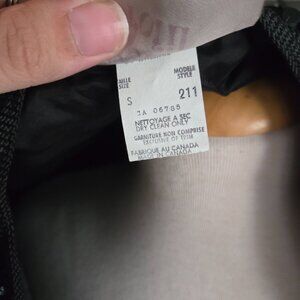 TAILLE MODELE
SIZE STYLE
S 211
CA 06785
NETTOYAGE A SEC
DRY CLEAN ONLY
GARNITURE NON COMPRISE
EXCLUSIVE OF TRIM
FABRIQUE AU CANADA
MADE IN CANADA